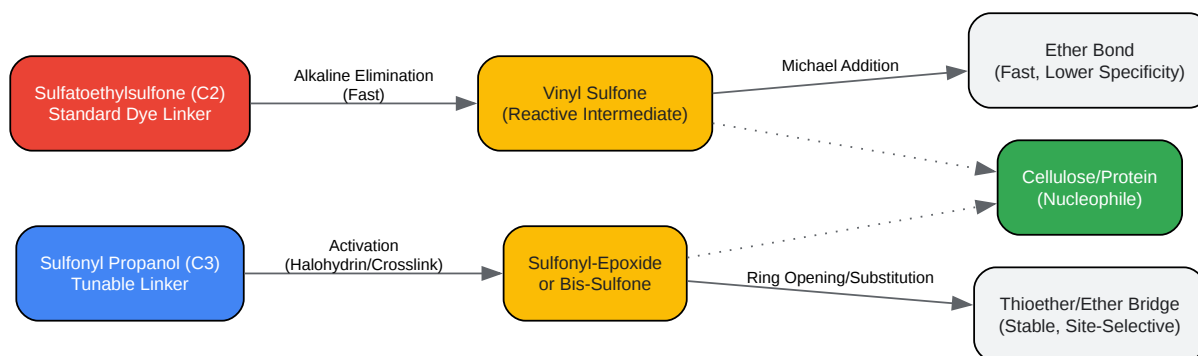 Sulfatoethylsulfone (C2)
Standard Dye Linker
Alkaline Elimination
(Fast)
Vinyl Sulfone
(Reactive Intermediate)
Michael Addition
Ether Bond
(Fast, Lower Specificity)
Cellulose/Protein
(Nucleophile)
Sulfonyl Propanol (C3)
Tunable Linker
Activation
(Halohydrin/Crosslink)
Sulfonyl-Epoxide
or Bis-Sulfone
Ring Opening/Substitution
Thioether/Ether Bridge
(Stable, Site-Selective)